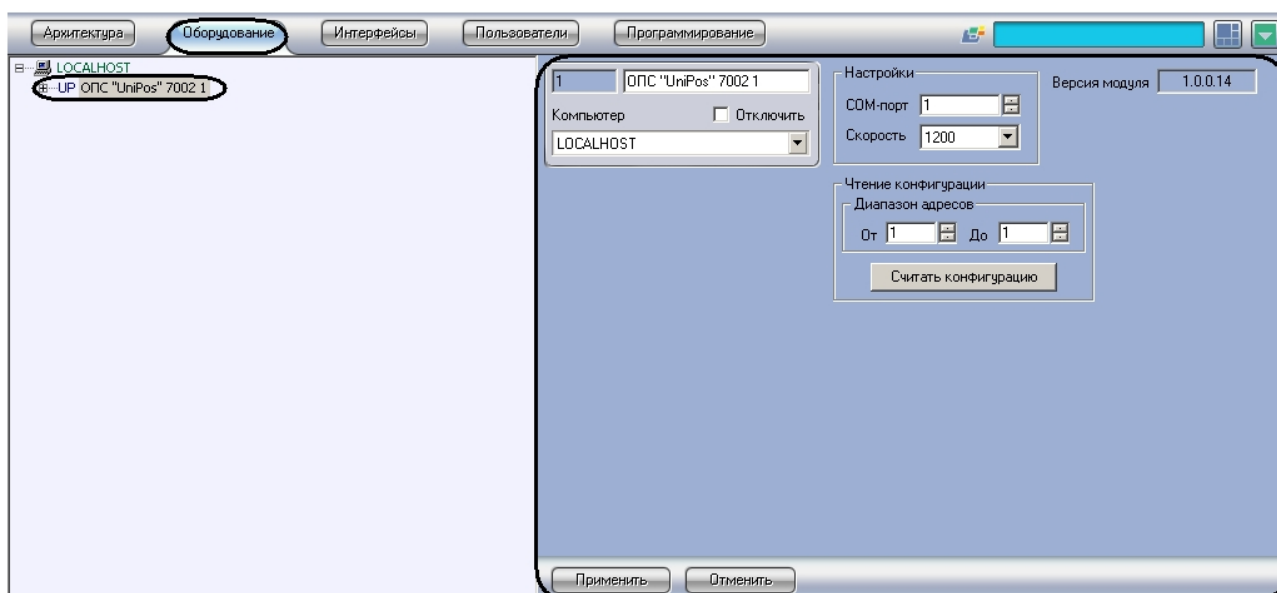 Архитектура
Оборудование
Интерфейсы
Пользователи
Программирование
LOCALHOST
UP ОПС "UniPos" 7002 1
1
ОПС "UniPos" 7002 1
Компьютер
Отключить
LOCALHOST
Настройки
COM-порт 1
Скорость 1200
Версия модуля 1.0.0.14
Чтение конфигурации
Диапазон адресов
От 1 До 1
Считать конфигурацию
Применить
Отменить